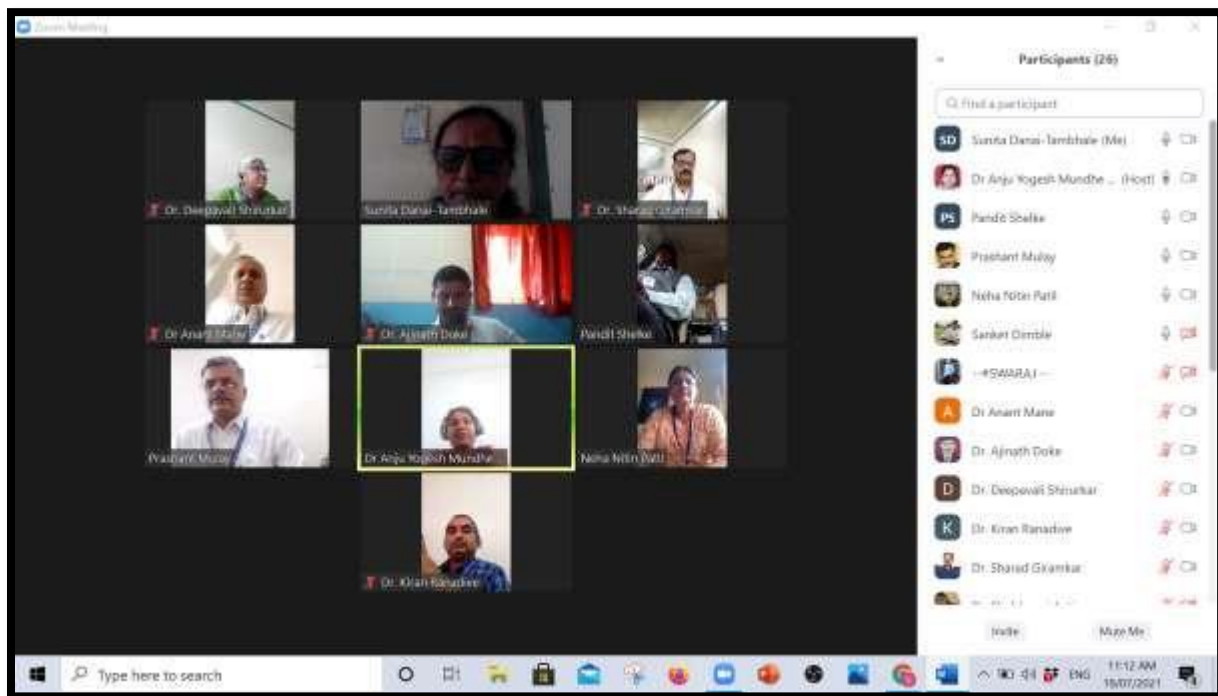 Zoom Meeting
Participants (26)
Find a participant
Dr. Deepavali Shirurkar
Sunita Danai-Tambhale
Dr. Sharad Giramkar
Dr Anant
Dr. Ajinath Doke
Pandit Shelke
Prashant Mulay
Dr Anju Yogesh Mundhe
Neha Nitin Patil
Dr. Kiran Ranadive
SD Sunita Danai-Tambhale (Me)
Dr Anju Yogesh Mundhe ... (Host)
PS Pandit Shelke
Prashant Mulay
Neha Nitin Patil
Sanket Dimble
--#SWARAJ--
A Dr Anant Mane
Dr. Ajinath Doke
D Dr. Deepavali Shirurkar
K Dr. Kiran Ranadive
Dr. Sharad Giramkar
Invite Mute Me
Type here to search
ENG
11:12 AM
/07/2021